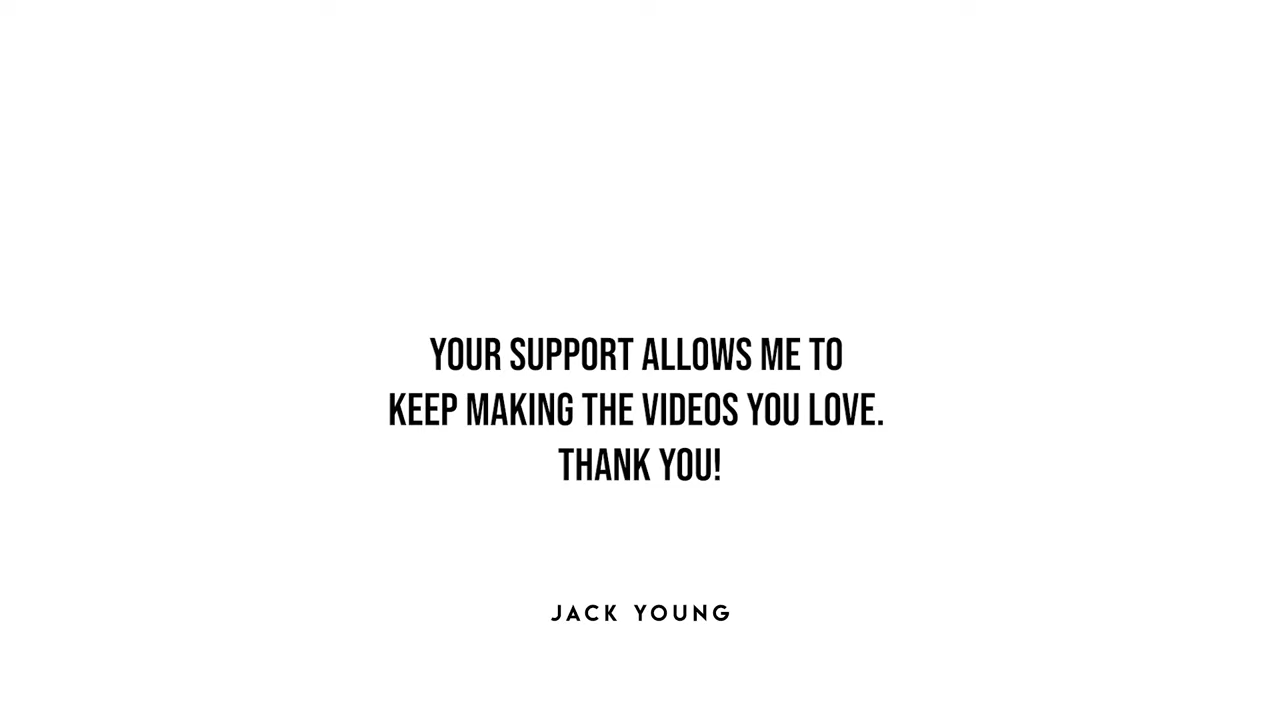 YOUR SUPPORT ALLOWS ME TO
KEEP MAKING THE VIDEOS YOU LOVE.
THANK YOU!
JACK YOUNG